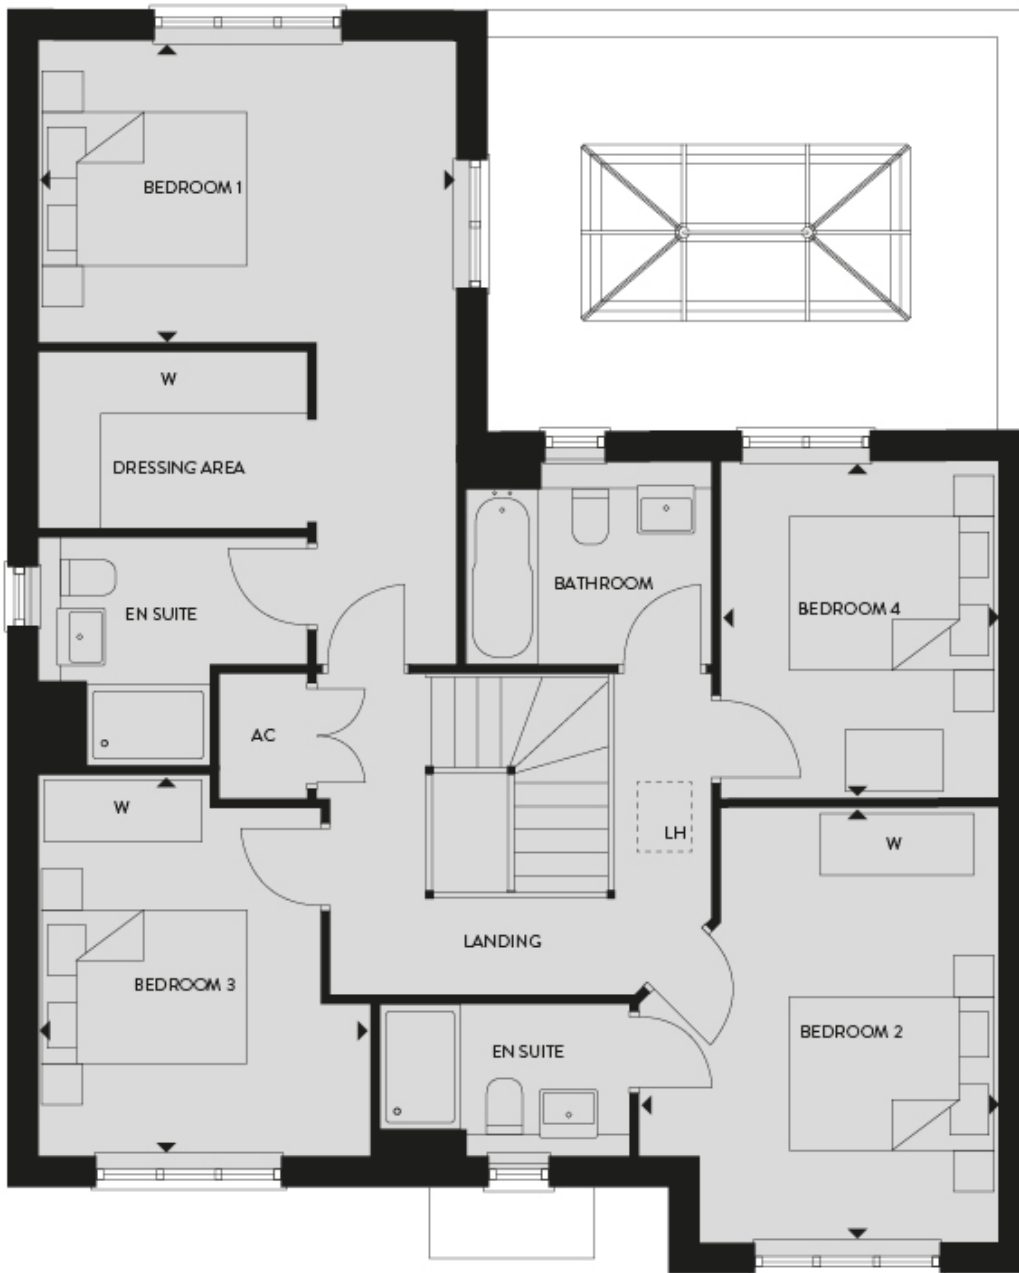 BEDROOM 1
W
DRESSING AREA
EN SUITE
BATHROOM
BEDROOM 4
AC
W
LH
W
LANDING
BEDROOM 3
BEDROOM 2
EN SUITE